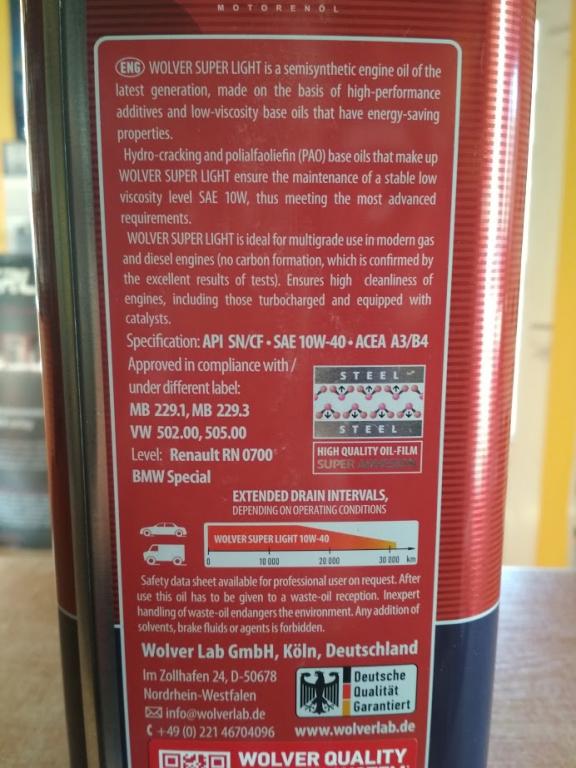 MOTORENÖL
ENG WOLVER SUPER LIGHT is a semisynthetic engine oil of the
latest generation, made on the basis of high-performance
additives and low-viscosity base oils that have energy-saving
properties.
Hydro-cracking and polialfaoliefin (PAO) base oils that make up
WOLVER SUPER LIGHT ensure the maintenance of a stable low
viscosity level SAE 10W, thus meeting the most advanced
requirements.
WOLVER SUPER LIGHT is ideal for multigrade use in modern gas
and diesel engines (no carbon formation, which is confirmed by
the excellent results of tests). Ensures high cleanliness of
engines, including those turbocharged and equipped with
catalysts.
Specification: API SN/CF • SAE 10W-40 • ACEA A3/B4
Approved in compliance with /
under different label:
MB 229.1, MB 229.3
VW 502.00, 505.00
Level: Renault RN 0700
BMW Special
STEEL
STEEL
HIGH QUALITY OIL-FILM
SUPER ADHESION
EXTENDED DRAIN INTERVALS,
DEPENDING ON OPERATING CONDITIONS
WOLVER SUPER LIGHT 10W-40
0 10 000 20 000 30 000 km
Safety data sheet available for professional user on request. After
use this oil has to be given to a waste-oil reception. Inexpert
handling of waste-oil endangers the environment. Any addition of
solvents, brake fluids or agents is forbidden.
Wolver Lab GmbH, Köln, Deutschland
Im Zollhafen 24, D-50678
Nordrhein-Westfalen
info@wolverlab.de
+49 (0) 221 46704096
Deutsche
Qualität
Garantiert
www.wolverlab.de
WOLVER QUALITY